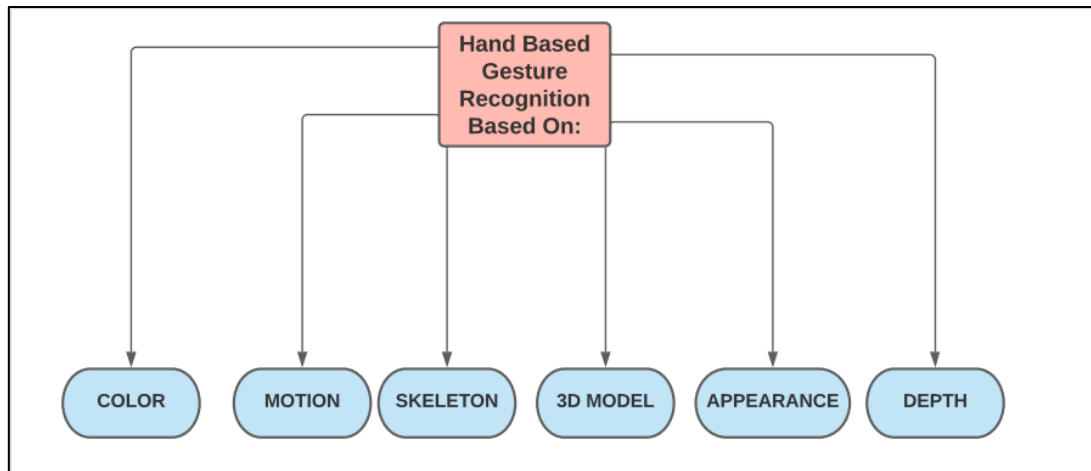 Hand Based
Gesture
Recognition
Based On:
COLOR
MOTION
SKELETON
3D MODEL
APPEARANCE
DEPTH